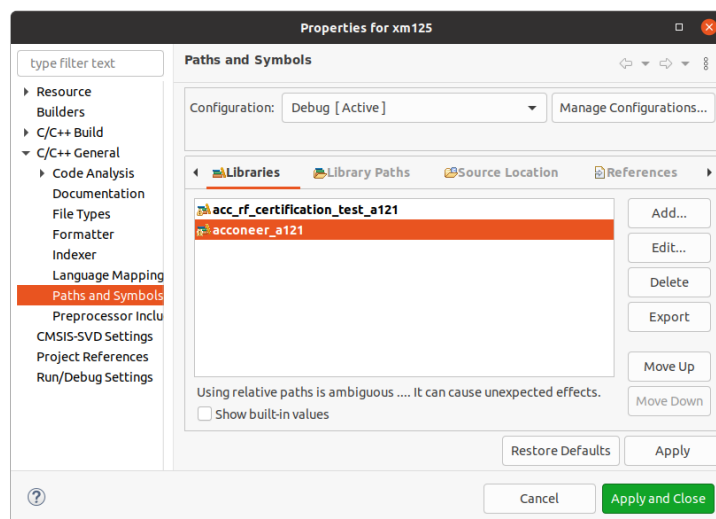 Properties for xm125
type filter text
Paths and Symbols
Resource
Builders
C/C++ Build
C/C++ General
Code Analysis
Documentation
File Types
Formatter
Indexer
Language Mapping
Paths and Symbols
Preprocessor Inclu
CMSIS-SVD Settings
Project References
Run/Debug Settings
Configuration: Debug [ Active ] Manage Configurations...
Libraries Library Paths Source Location References
acc_rf_certification_test_a121
acconeer_a121
Add...
Edit...
Delete
Export
Move Up
Move Down
Using relative paths is ambiguous .... It can cause unexpected effects.
Show built-in values
Restore Defaults Apply
Cancel Apply and Close